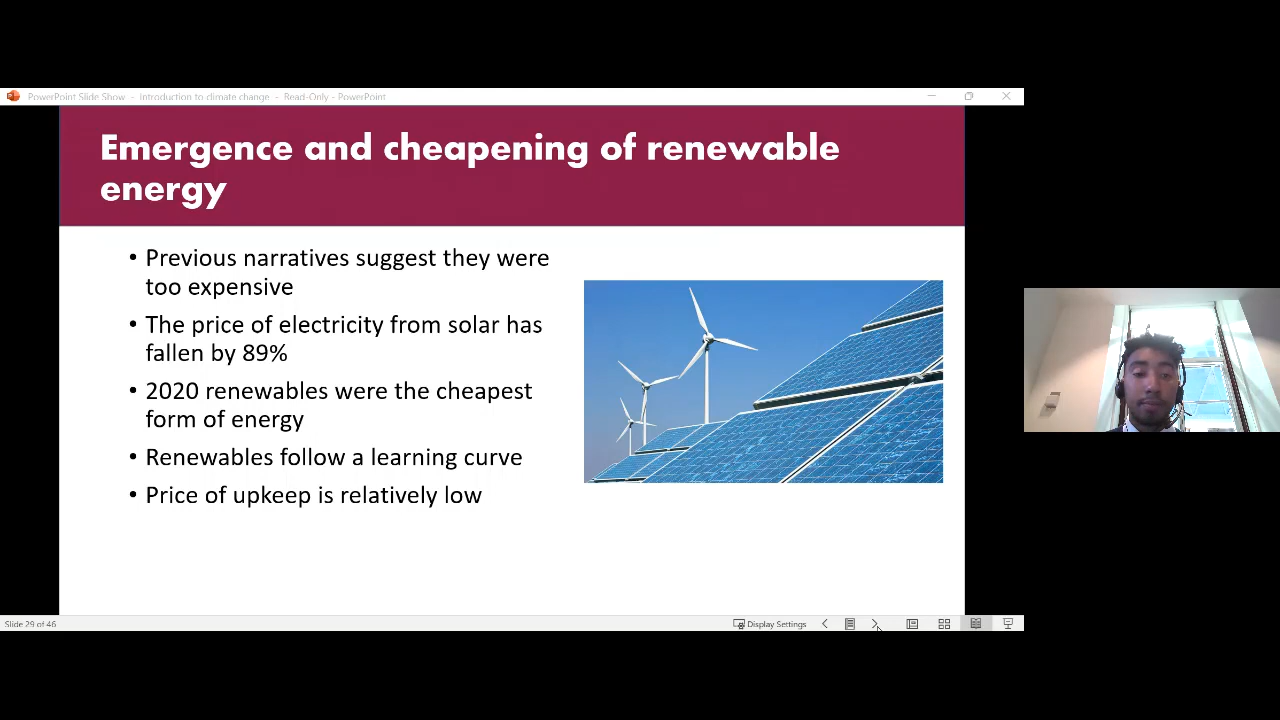 PowerPoint Slide Show - Introduction to climate change - Read-Only - PowerPoint
Emergence and cheapening of renewable
energy
• Previous narratives suggest they were
too expensive
• The price of electricity from solar has
fallen by 89%
• 2020 renewables were the cheapest
form of energy
• Renewables follow a learning curve
• Price of upkeep is relatively low
Slide 29 of 46
Display Settings